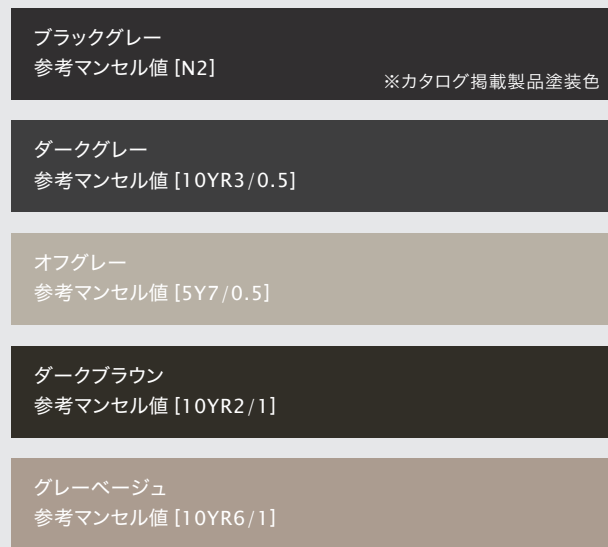 ブラックグレー
参考マンセル値 [N2]
※カタログ掲載製品塗装色
ダークグレー
参考マンセル値 [10YR3/0.5]
オフグレー
参考マンセル値 [5Y7/0.5]
ダークブラウン
参考マンセル値 [10YR2/1]
グレーベージュ
参考マンセル値 [10YR6/1]